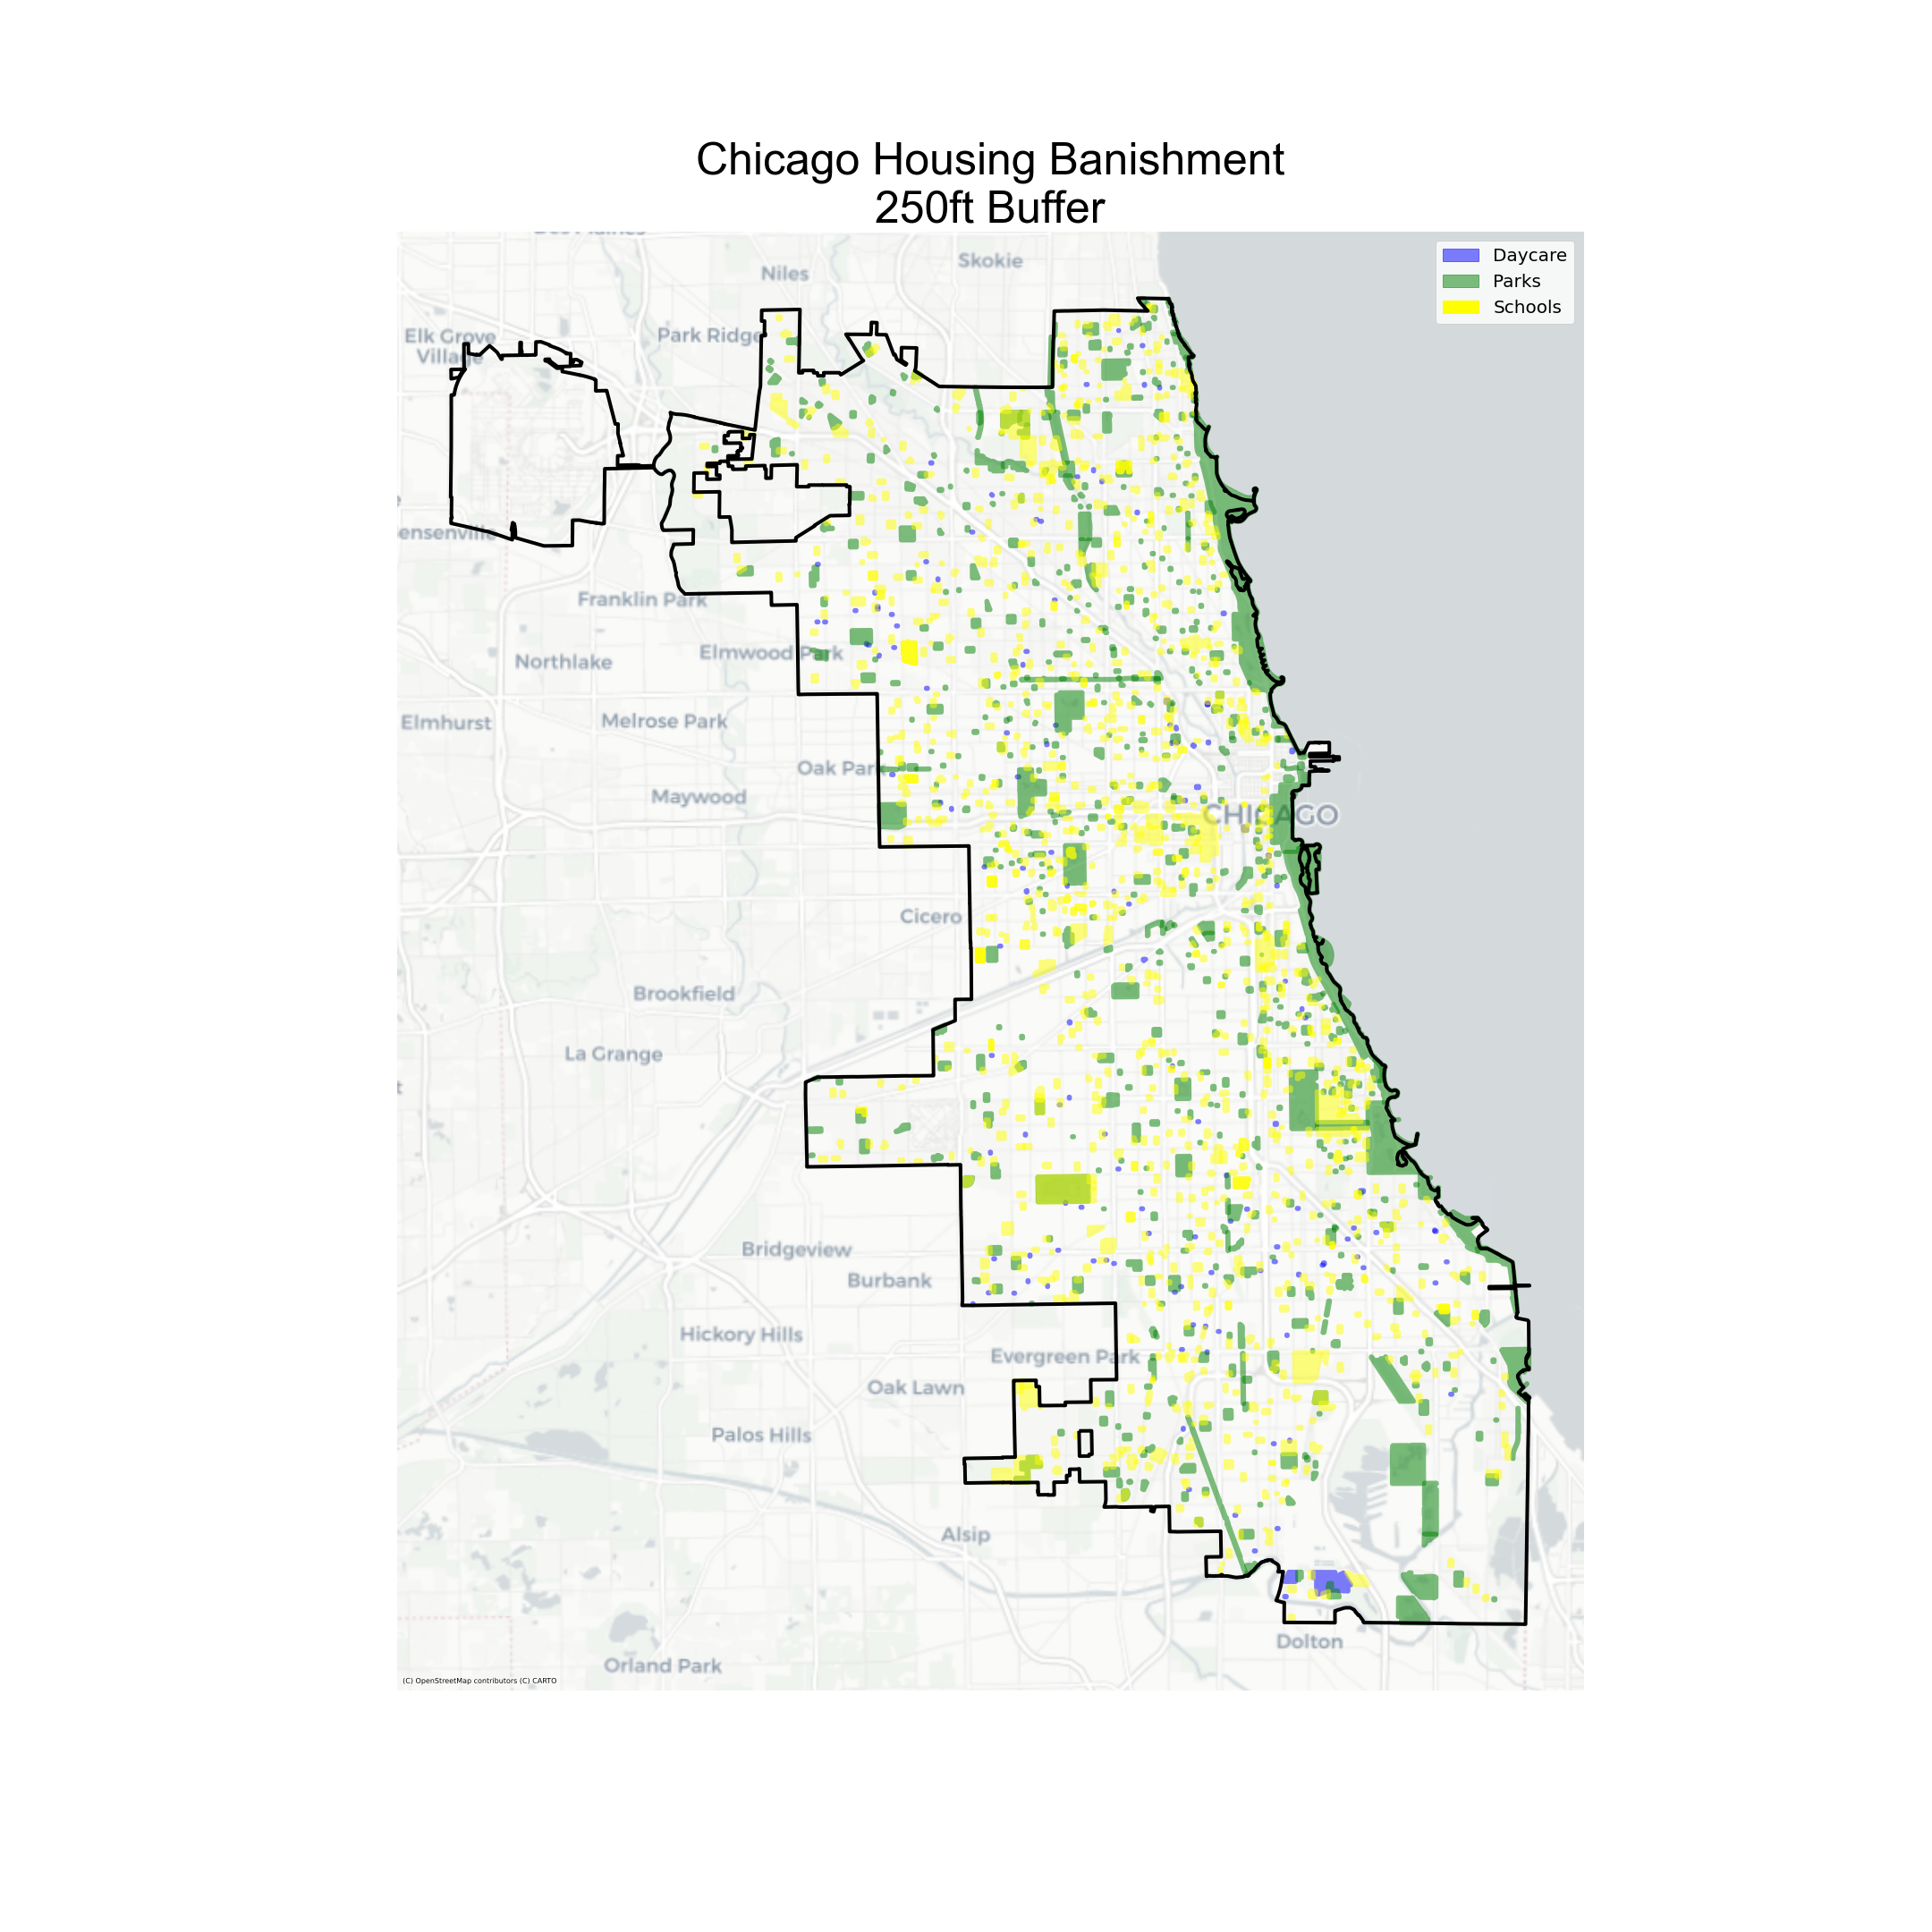 Chicago Housing Banishment
250ft Buffer
Daycare
Parks
Schools
Skokie
Niles
Park Ridge
Elk Grove
Village
Franklin Park
Elmwood Park
Northlake
Melrose Park
Elmhurst
Oak Park
Maywood
CHICAGO
Cicero
Brookfield
La Grange
Bridgeview
Burbank
Hickory Hills
Evergreen Park
Oak Lawn
Palos Hills
Alsip
Dolton
Orland Park
(C) OpenStreetMap contributors (C) CARTO